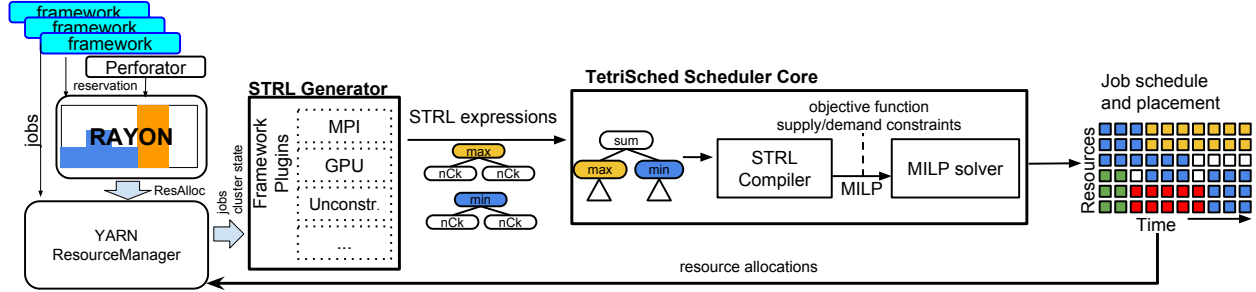 framework
framework
framework
Perforator
reservation
RAYON
jobs
ResAlloc
YARN
ResourceManager
jobs
cluster state
STRL Generator
Framework
Plugins
MPI
GPU
Unconstr.
...
STRL expressions
max
nCk
nCk
min
nCk
nCk
TetriSched Scheduler Core
sum
max
min
objective function
supply/demand constraints
STRL
Compiler
MILP
MILP solver
Job schedule
and placement
Resources
Time
resource allocations